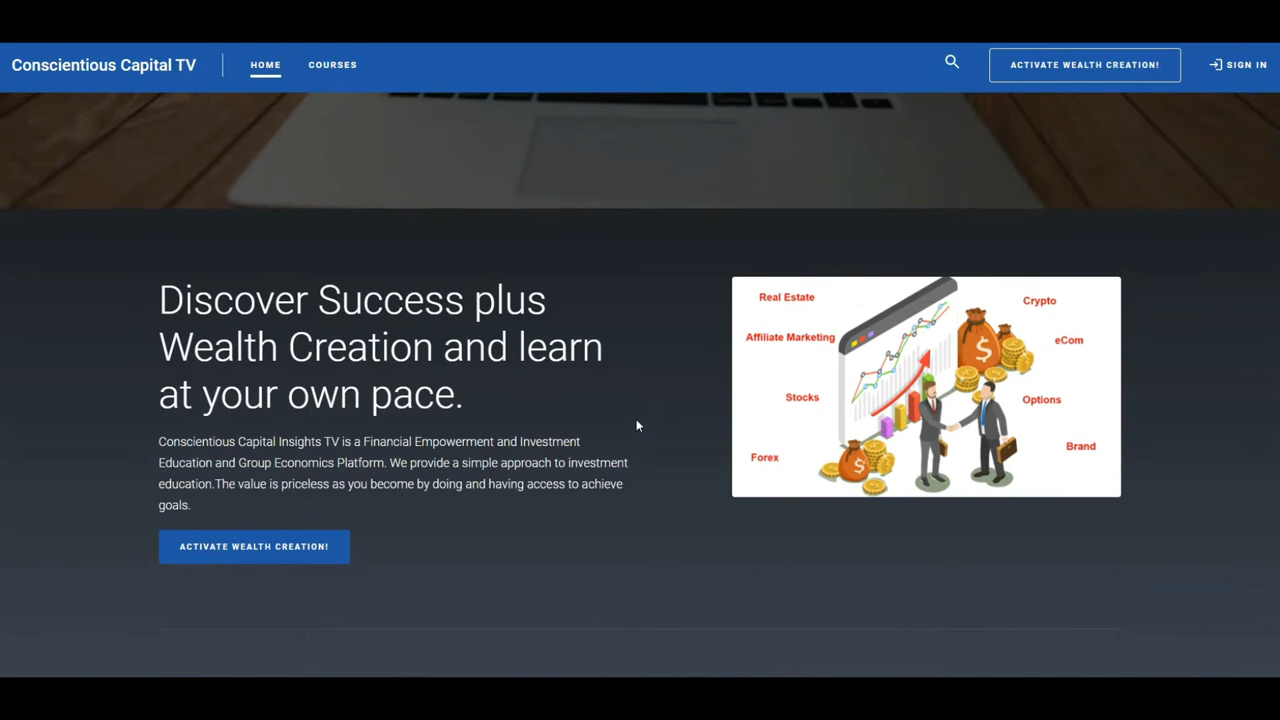 Conscientious Capital TV
HOME
COURSES
ACTIVATE WEALTH CREATION!
SIGN IN
Discover Success plus
Wealth Creation and learn
at your own pace.
Conscientious Capital Insights TV is a Financial Empowerment and Investment
Education and Group Economics Platform. We provide a simple approach to investment
education.The value is priceless as you become by doing and having access to achieve
goals.
ACTIVATE WEALTH CREATION!
Real Estate
Crypto
Affiliate Marketing
eCom
Stocks
Options
Forex
Brand
$
$